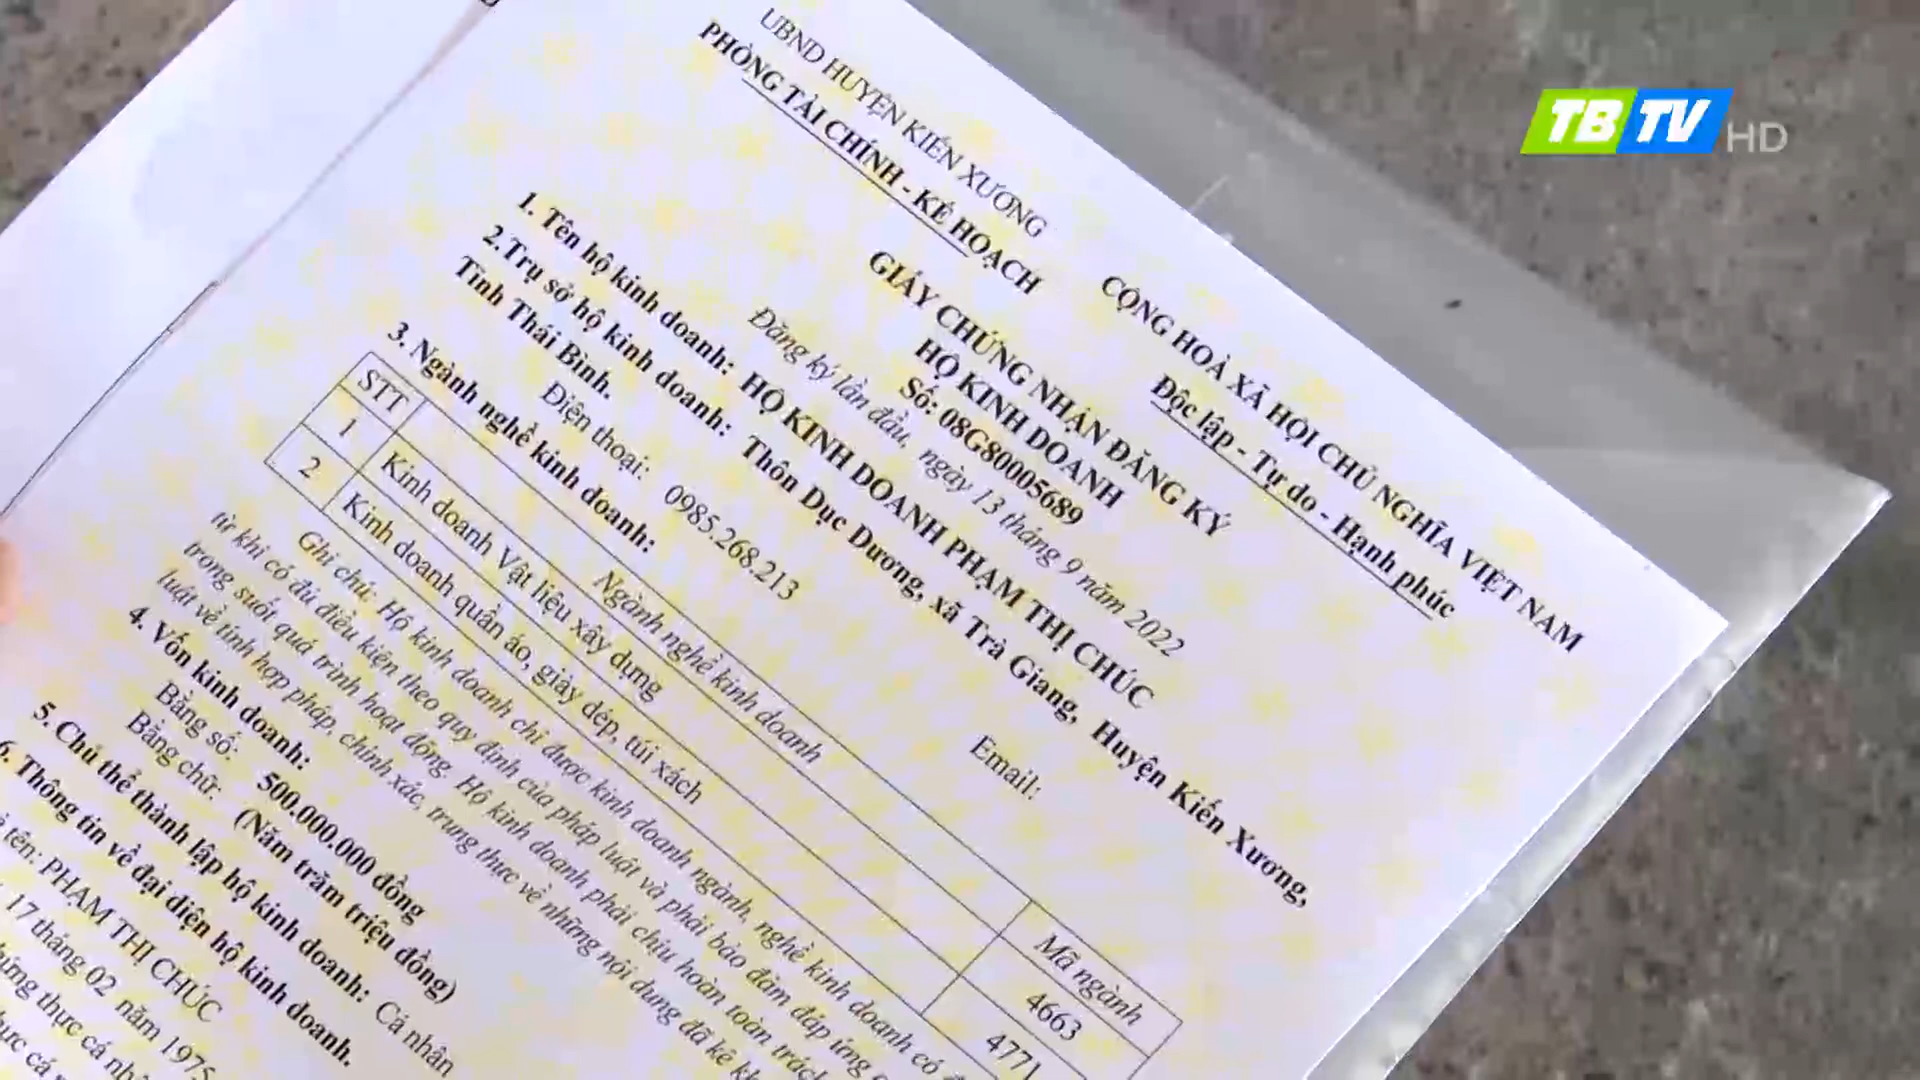 TBTV HD
UBND HUYỆN KIẾN XƯƠNG
PHÒNG TÀI CHÍNH - KẾ HOẠCH
CỘNG HOÀ XÃ HỘI CHỦ NGHĨA VIỆT NAM
Độc lập - Tự do - Hạnh phúc
GIẤY CHỨNG NHẬN ĐĂNG KÝ
HỘ KINH DOANH
Số: 08G80005689
Đăng ký lần đầu, ngày 13 tháng 9 năm 2022
1. Tên hộ kinh doanh: HỘ KINH DOANH PHẠM THỊ CHÚC
2. Trụ sở hộ kinh doanh: Thôn Dục Dương, xã Trà Giang, Huyện Kiến Xương,
Tỉnh Thái Bình.
Điện thoại: 0985.268.213 Email:
3. Ngành nghề kinh doanh:
STT Ngành nghề kinh doanh Mã ngành
1 Kinh doanh Vật liệu xây dựng 4663
2 Kinh doanh quần áo, giày dép, túi xách 4771
Ghi chú: Hộ kinh doanh chỉ được kinh doanh ngành, nghề kinh doanh có đ
từ khi có đủ điều kiện theo quy định của pháp luật và phải bảo đảm đáp ứng
trong suốt quá trình hoạt động. Hộ kinh doanh phải chịu hoàn toàn trách
luật về tính hợp pháp, chính xác, trung thực về những nội dung đã kê kh
4. Vốn kinh doanh:
Bằng số: 500.000.000 đồng
Bằng chữ: (Năm trăm triệu đồng)
5. Chủ thể thành lập hộ kinh doanh: Cá nhân
6. Thông tin về đại diện hộ kinh doanh.
tên: PHẠM THỊ CHÚC
17 tháng 02 năm 1975
thực cá nh